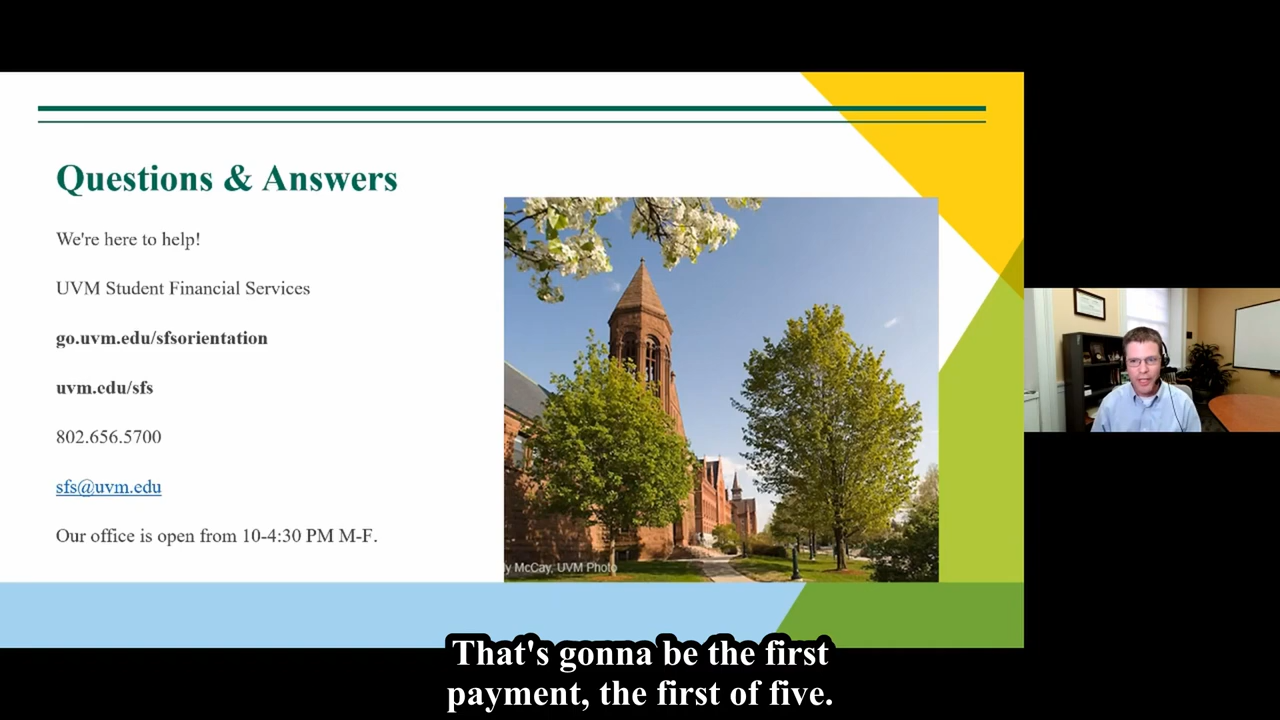 Questions & Answers
We're here to help!
UVM Student Financial Services
go.uvm.edu/sfsorientation
uvm.edu/sfs
802.656.5700
sfs@uvm.edu
Our office is open from 10-4:30 PM M-F.
ly McCay, UVM Photo
That's gonna be the first
payment, the first of five.